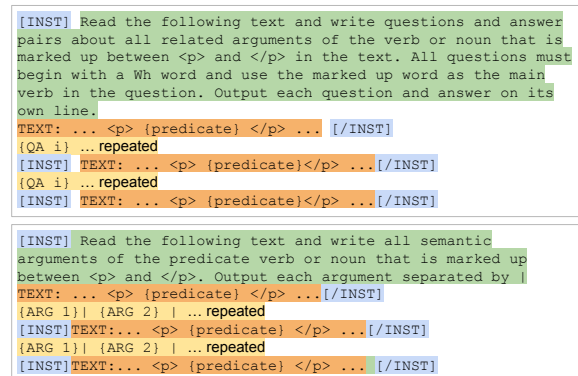 [INST] Read the following text and write questions and answer
pairs about all related arguments of the verb or noun that is
marked up between <p> and </p> in the text. All questions must
begin with a Wh word and use the marked up word as the main
verb in the question. Output each question and answer on its
own line.
TEXT: ... <p> {predicate} </p> ... [/INST]
{QA i} ... repeated
[INST] TEXT: ... <p> {predicate}</p> ...[/INST]
{QA i} ... repeated
[INST] TEXT: ... <p> {predicate}</p> ...[/INST]
[INST] Read the following text and write all semantic
arguments of the predicate verb or noun that is marked up
between <p> and </p>. Output each argument separated by |
TEXT: ... <p> {predicate} </p> ...[/INST]
{ARG 1}| {ARG 2} | ... repeated
[INST]TEXT:... <p> {predicate} </p> ...[/INST]
{ARG 1}| {ARG 2} | ... repeated
[INST]TEXT:... <p> {predicate} </p> ... [/INST]